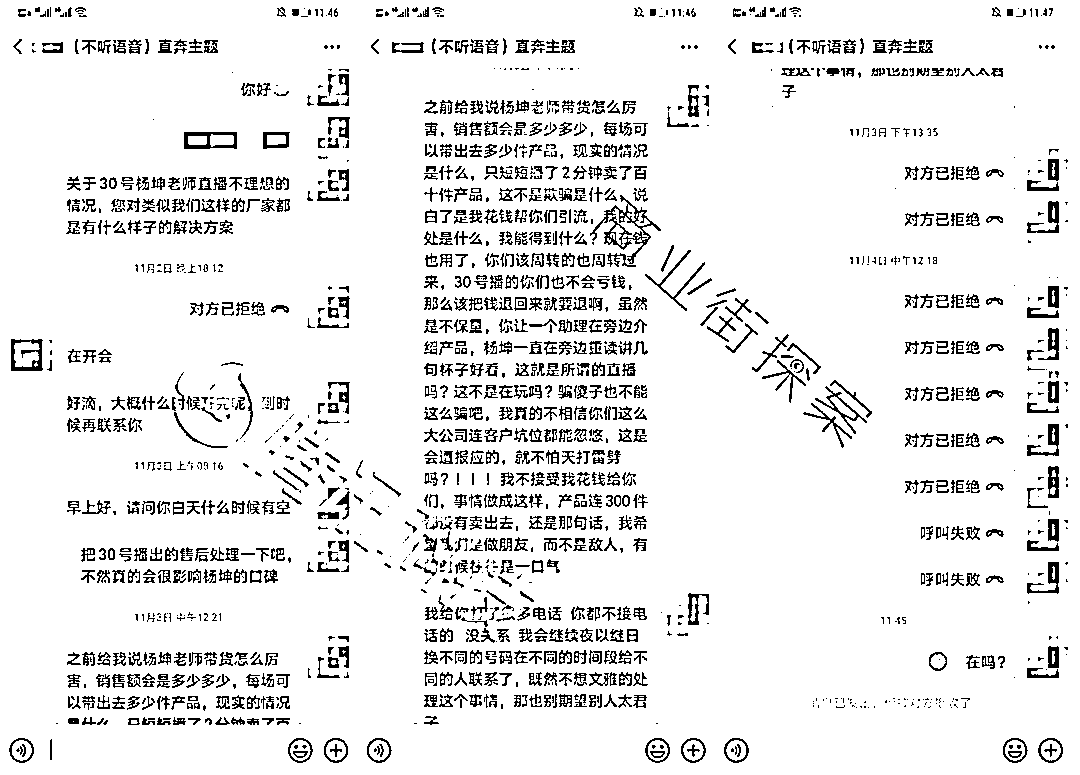 11:46
（不听语音）直奔主题
你好
关于30号杨坤老师直播不理想的
情况，您对类似我们这样的厂家都
是有什么样子的解决方案
11月2日 晚上18:12
对方已拒绝
在开会
好滴，大概什么时候开完呢，到时
候再联系你
11月3日 上午09:16
早上好，请问你白天什么时候有空
把30号播出的售后处理一下吧，
不然真的会很影响杨坤的口碑
11月3日 中午12:21
之前给我说杨坤老师带货怎么厉
害，销售额会是多少多少，每场可
以带出去多少件产品，现实的情况
是什么，只短短播了2分钟卖了百
11:46
（不听语音）直奔主题
之前给我说杨坤老师带货怎么厉
害，销售额会是多少多少，每场可
以带出去多少件产品，现实的情况
是什么，只短短播了2分钟卖了百
十件产品，这不是欺骗是什么，说
白了是我花钱帮你们引流，我的好
处是什么，我能得到什么？现在钱
也用了，你们该周转的也周转过
来，30号播的你们也不会亏钱，
那么该把钱退回来就要退啊，虽然
是不保量，你让一个助理在旁边介
绍产品，杨坤一直在旁边重读讲几
句杯子好看，这就是所谓的直播
吗？这不是在玩吗？骗傻子也不能
这么骗吧，我真的不相信你们这么
大公司连客户坑位都能忽悠，这是
会遭报应的，就不怕天打雷劈
吗？！！！我不接受我花钱给你
们，事情做成这样，产品连300件
都没有卖出去，还是那句话，我希
望我们是做朋友，而不是敌人，有
的时候往往是一口气
我给你打了很多电话 你都不接电
话的 没关系 我会继续夜以继日
换不同的号码在不同的时间段给不
同的人联系了，既然不想文雅的处
理这个事情，那也别期望别人太君
子
11:47
（不听语音）直奔主题
理这个事情，那也别期望别人太君
子
11月3日 下午13:35
对方已拒绝
对方已拒绝
11月4日 中午12:18
对方已拒绝
对方已拒绝
对方已拒绝
对方已拒绝
对方已拒绝
呼叫失败
呼叫失败
11:45
在吗？
商业街探案